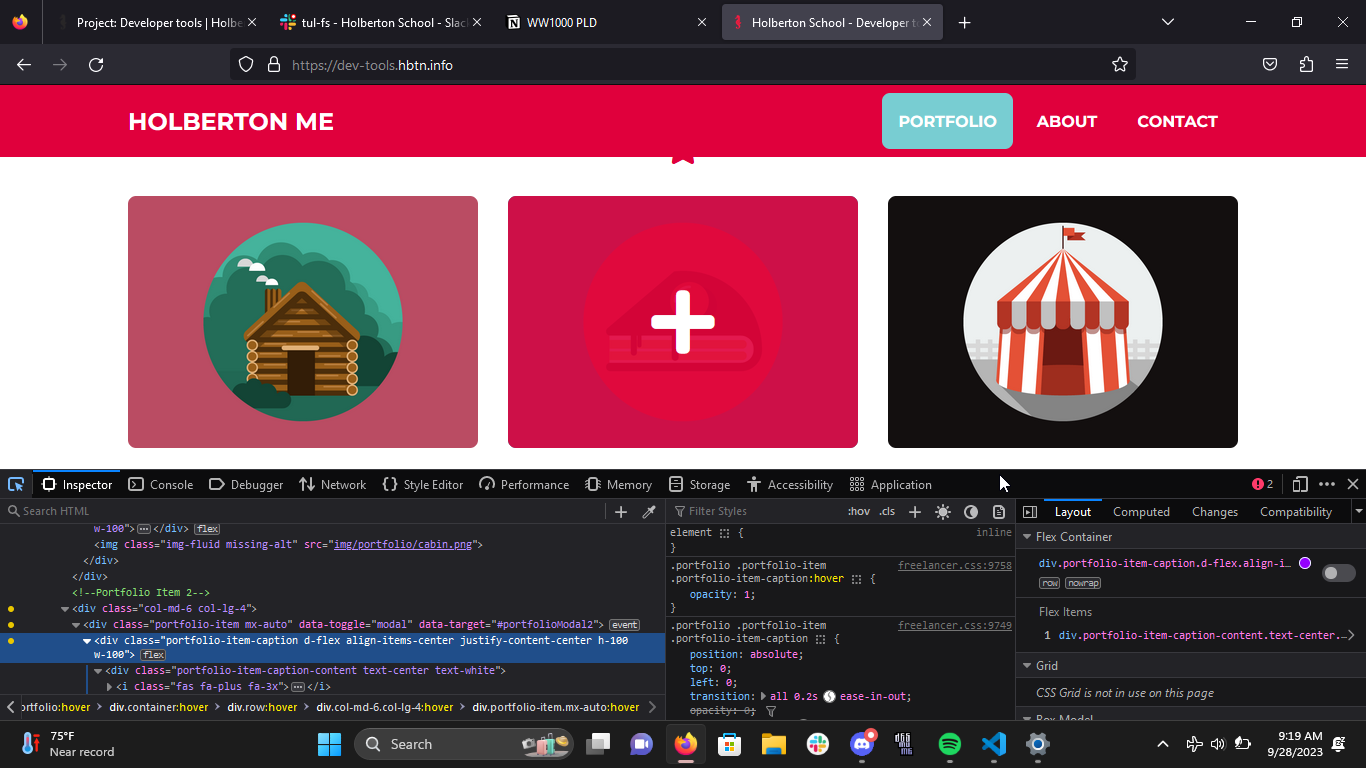 Project: Developer tools | Holbe
tul-fs - Holberton School - Slac
WW1000 PLD
Holberton School - Developer t
https://dev-tools.hbtn.info
HOLBERTON ME
PORTFOLIO
ABOUT
CONTACT
Inspector
Console
Debugger
Network
Style Editor
Performance
Memory
Storage
Accessibility
Application
2
Search HTML
w-100"> </div> flex
<img class="img-fluid missing-alt" src="img/portfolio/cabin.png">
</div>
</div>
<!--Portfolio Item 2-->
<div class="col-md-6 col-lg-4">
<div class="portfolio-item mx-auto" data-toggle="modal" data-target="#portfolioModal2"> event
<div class="portfolio-item-caption d-flex align-items-center justify-content-center h-100
w-100"> flex
<div class="portfolio-item-caption-content text-center text-white">
<i class="fas fa-plus fa-3x"> </i>
ortfolio:hover
div.container:hover
div.row:hover
div.col-md-6.col-lg-4:hover
div.portfolio-item.mx-auto:hover
Filter Styles
:hov
.cls
element { inline
}
.portfolio .portfolio-item freelancer.css:9758
.portfolio-item-caption:hover {
opacity: 1;
}
.portfolio .portfolio-item freelancer.css:9749
.portfolio-item-caption {
position: absolute;
top: 0;
left: 0;
transition: all 0.2s ease-in-out;
opacity: 0;
Layout
Computed
Changes
Compatibility
Flex Container
div.portfolio-item-caption.d-flex.align-i…
row nowrap
Flex Items
1 div.portfolio-item-caption-content.text-center.…
Grid
CSS Grid is not in use on this page
Box Model
75°F
Near record
Search
9:19 AM
9/28/2023